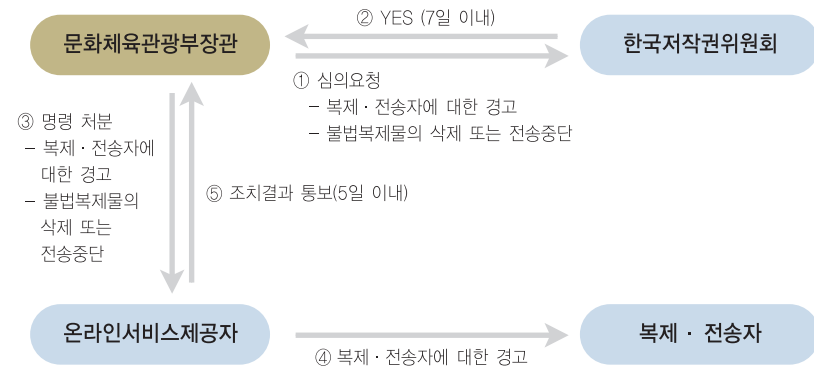 ② YES (7일 이내)
문화체육관광부장관
한국저작권위원회
① 심의요청
– 복제·전송자에 대한 경고
– 불법복제물의 삭제 또는 전송중단
③ 명령 처분
– 복제·전송자에
대한 경고
– 불법복제물의
삭제 또는
전송중단
⑤ 조치결과 통보(5일 이내)
온라인서비스제공자
복제 · 전송자
④ 복제·전송자에 대한 경고